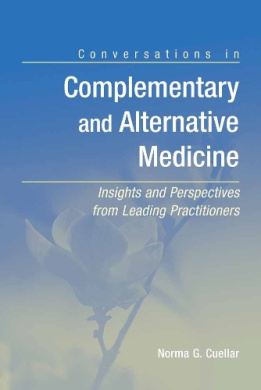 Conversations in
Complementary
and Alternative
Medicine
Insights and Perspectives
from Leading Practitioners
Norma G. Cuellar